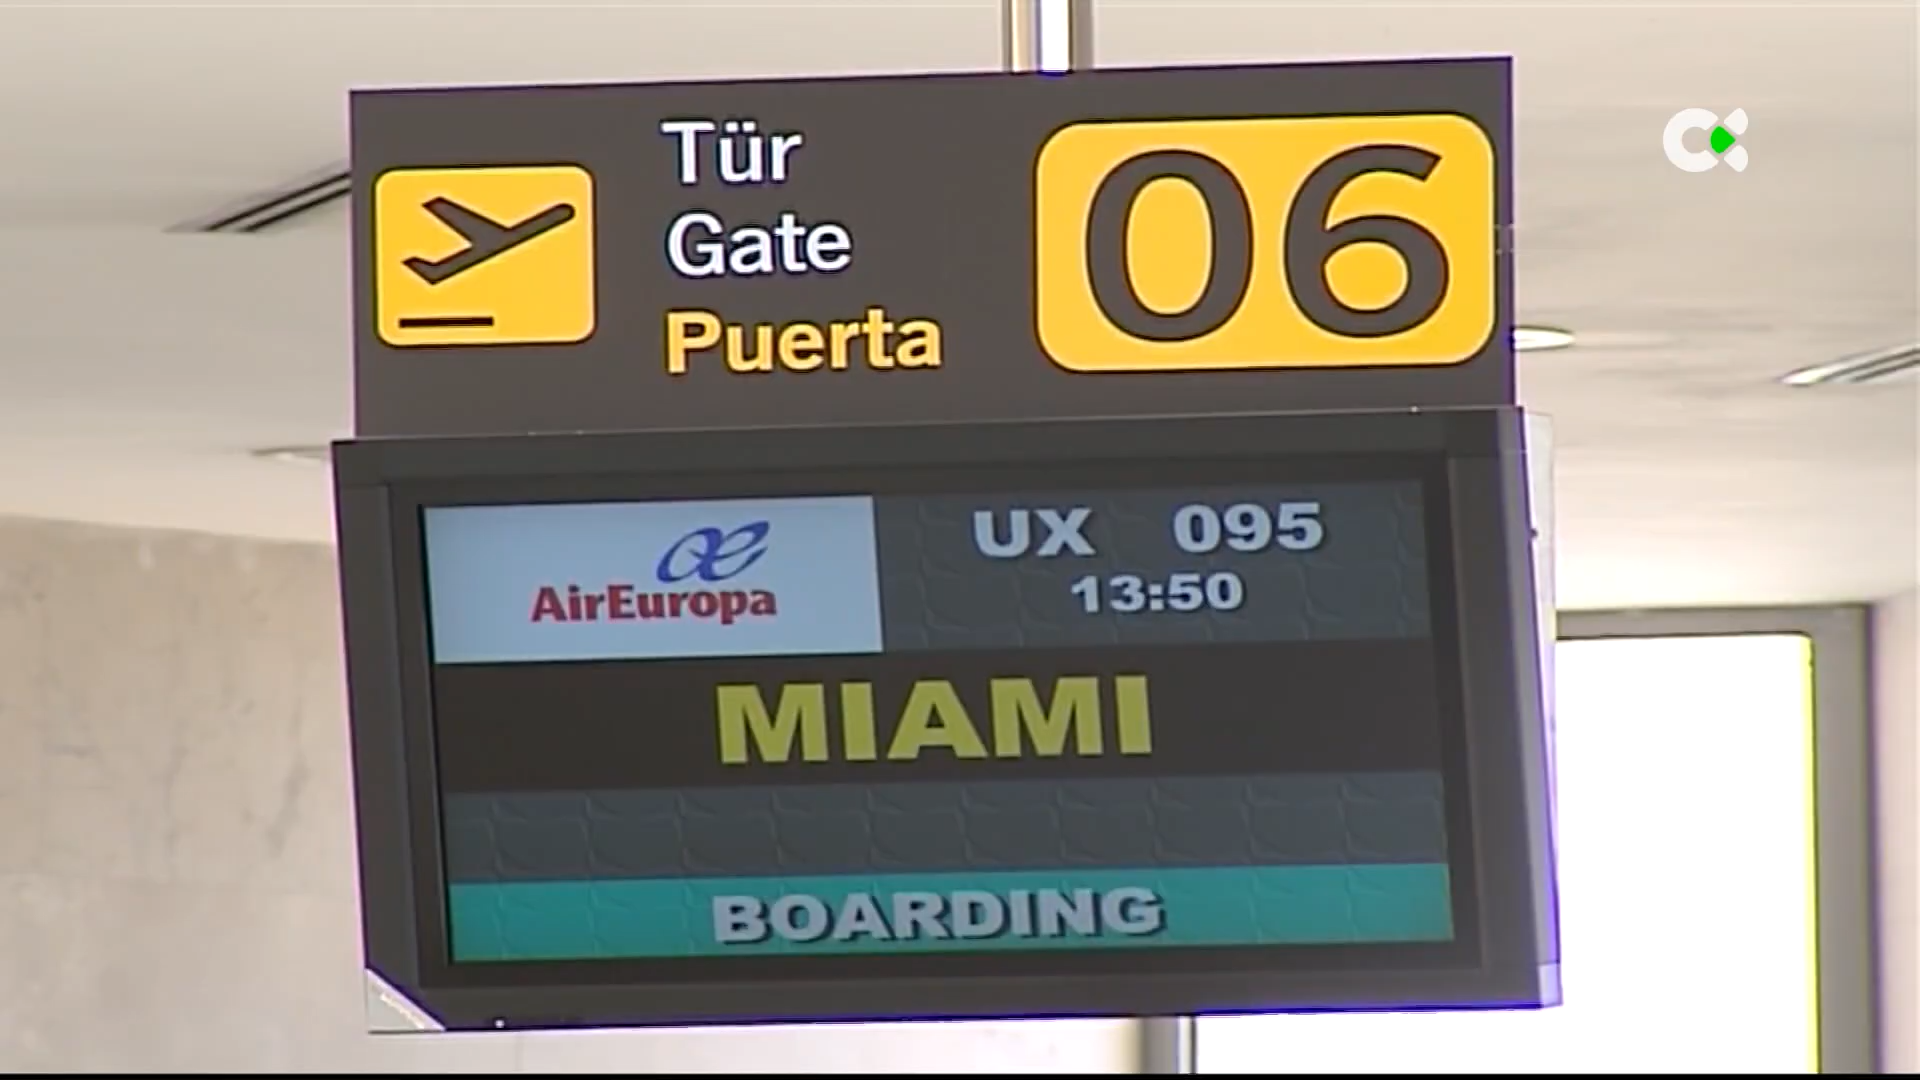 Tür
Gate
Puerta
06
AirEuropa
UX 095
13:50
MIAMI
BOARDING